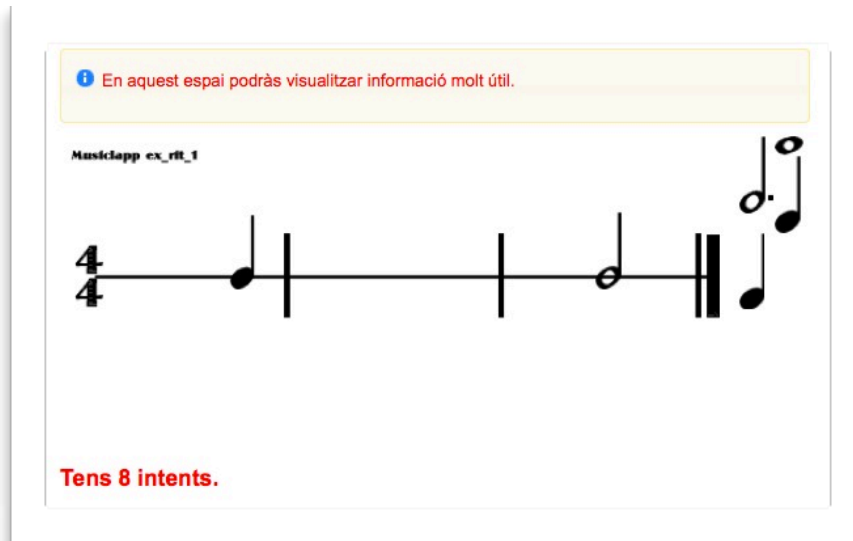 En aquest espai podràs visualitzar informació molt útil.
Musiclapp ex_rit_1
4
4
Tens 8 intents.